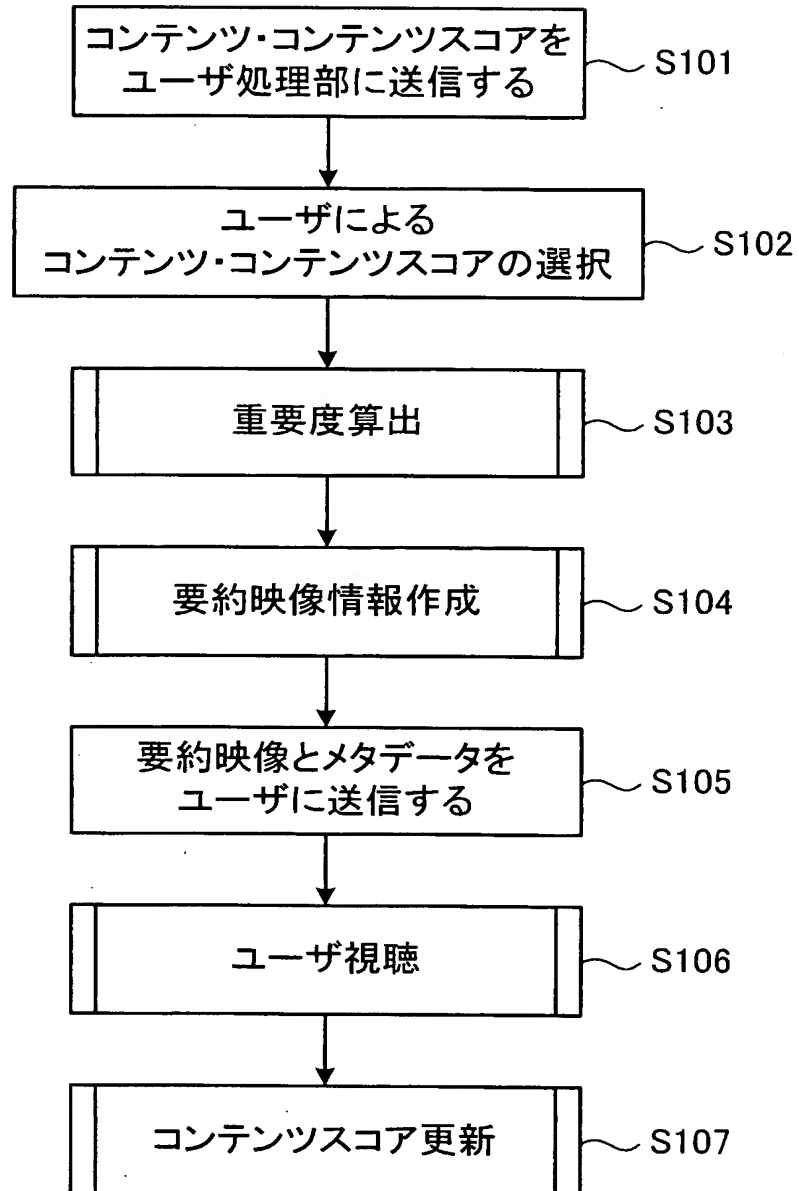 コンテンツ・コンテンツスコアを
ユーザ処理部に送信する
S101
ユーザによる
コンテンツ・コンテンツスコアの選択
S102
重要度算出
S103
要約映像情報作成
S104
要約映像とメタデータを
ユーザに送信する
S105
ユーザ視聴
S106
コンテンツスコア更新
S107